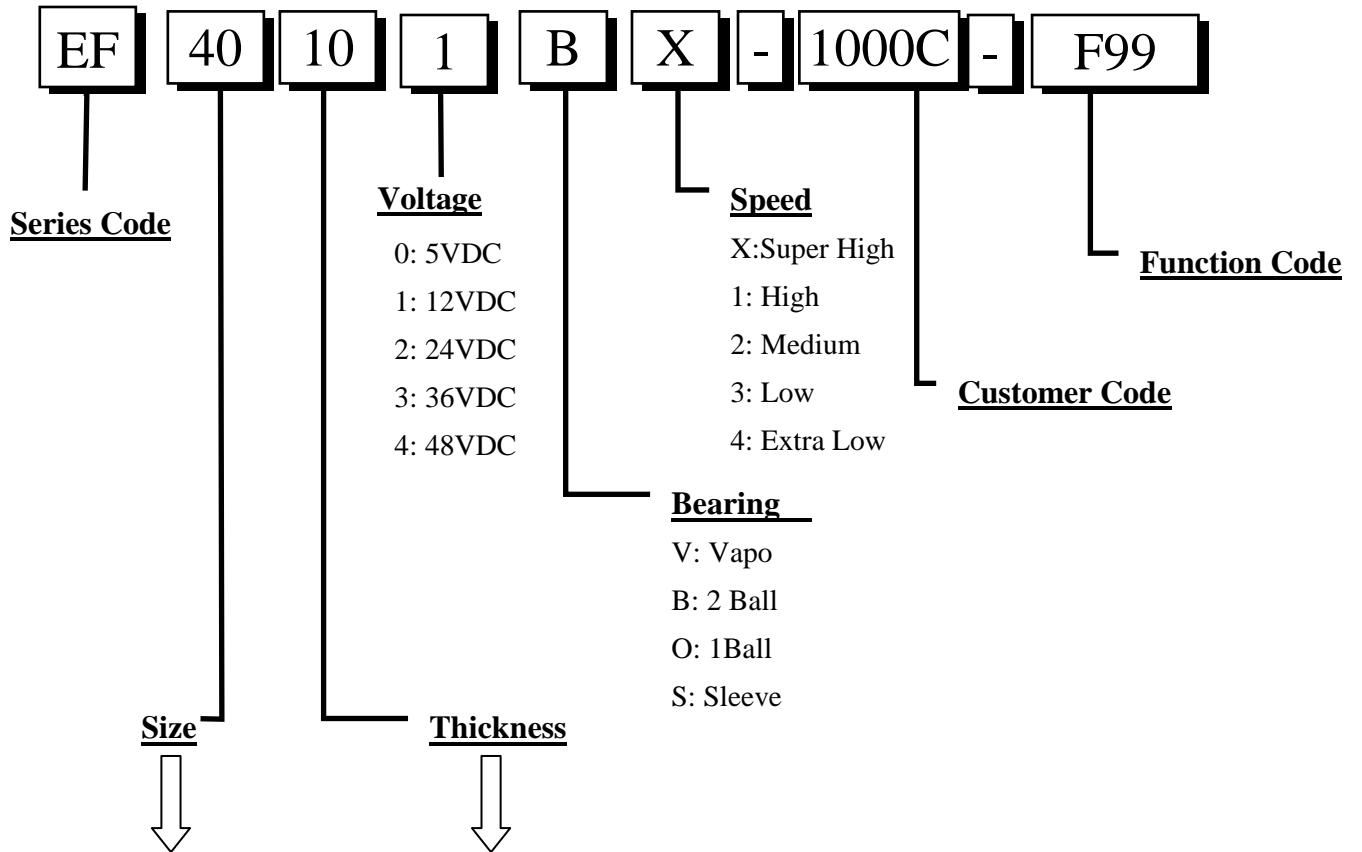 EF 40 10 1 B X - 1000C - F99
Series Code
Voltage
0: 5VDC
1: 12VDC
2: 24VDC
3: 36VDC
4: 48VDC
Speed
X:Super High
1: High
2: Medium
3: Low
4: Extra Low
Function Code
Customer Code
Bearing
V: Vapo
B: 2 Ball
O: 1Ball
S: Sleeve
Size
Thickness